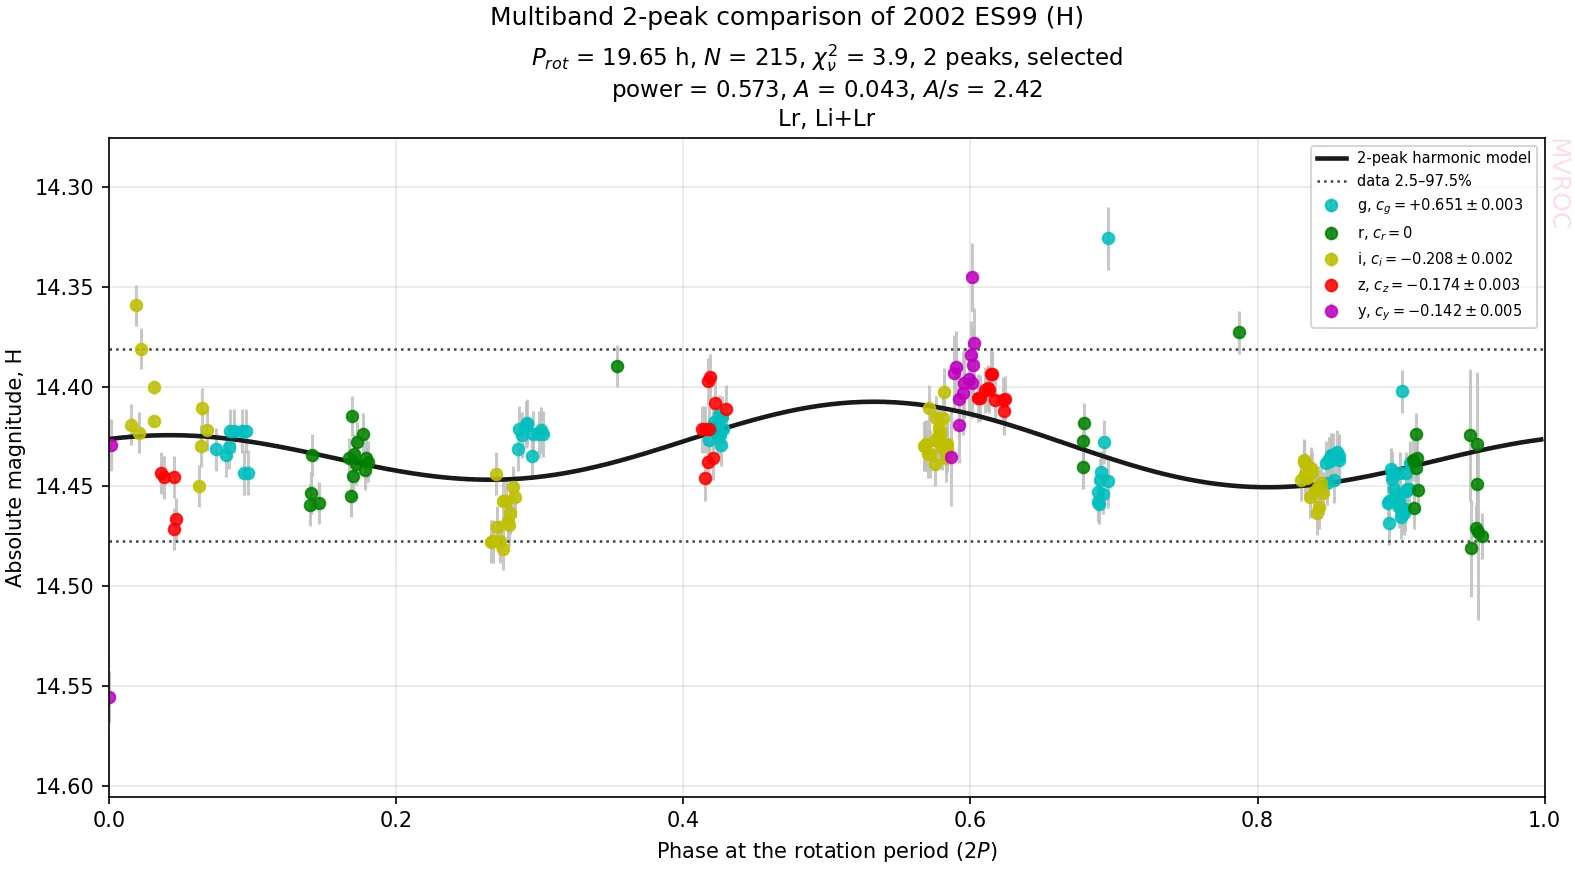 Multiband 2-peak comparison of 2002 ES99 (H)
P_rot = 19.65 h, N = 215, χ²_ν = 3.9, 2 peaks, selected
power = 0.573, A = 0.043, A/s = 2.42
Lr, Li+Lr
MVROC
2-peak harmonic model
data 2.5–97.5%
g, c_g = +0.651 ± 0.003
r, c_r = 0
i, c_i = −0.208 ± 0.002
z, c_z = −0.174 ± 0.003
y, c_y = −0.142 ± 0.005
Absolute magnitude, H
14.30
14.35
14.40
14.45
14.50
14.55
14.60
0.0 0.2 0.4 0.6 0.8 1.0
Phase at the rotation period (2P)